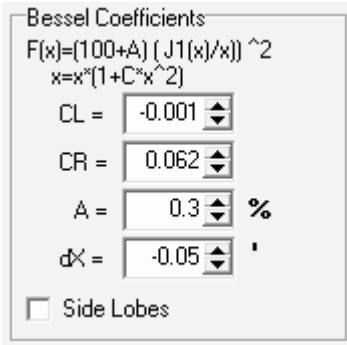 Bessel Coefficients
F(x)=(100+A) ( J1(x)/x)) ^2
x=x*(1+C*x^2)
CL = -0.001
CR = 0.062
A = 0.3 %
dX = -0.05 '
Side Lobes